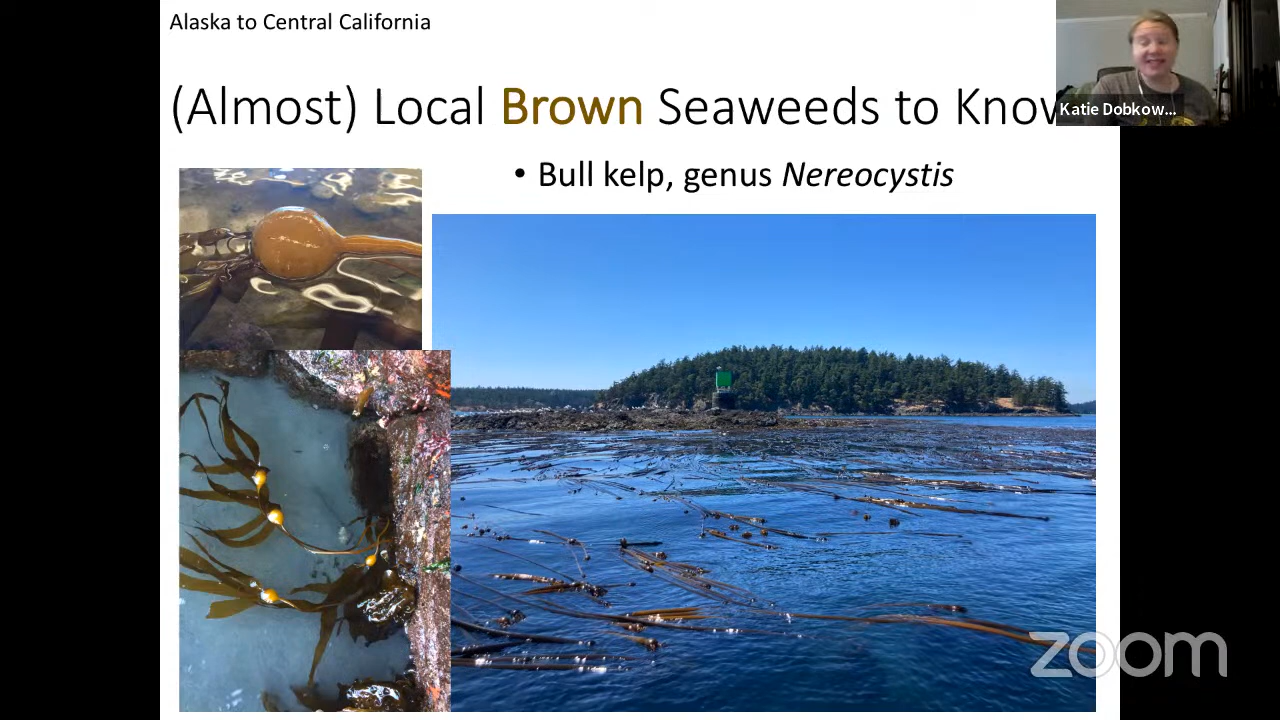 Alaska to Central California
(Almost) Local Brown Seaweeds to Know
Katie Dobkow...
• Bull kelp, genus Nereocystis
zoom